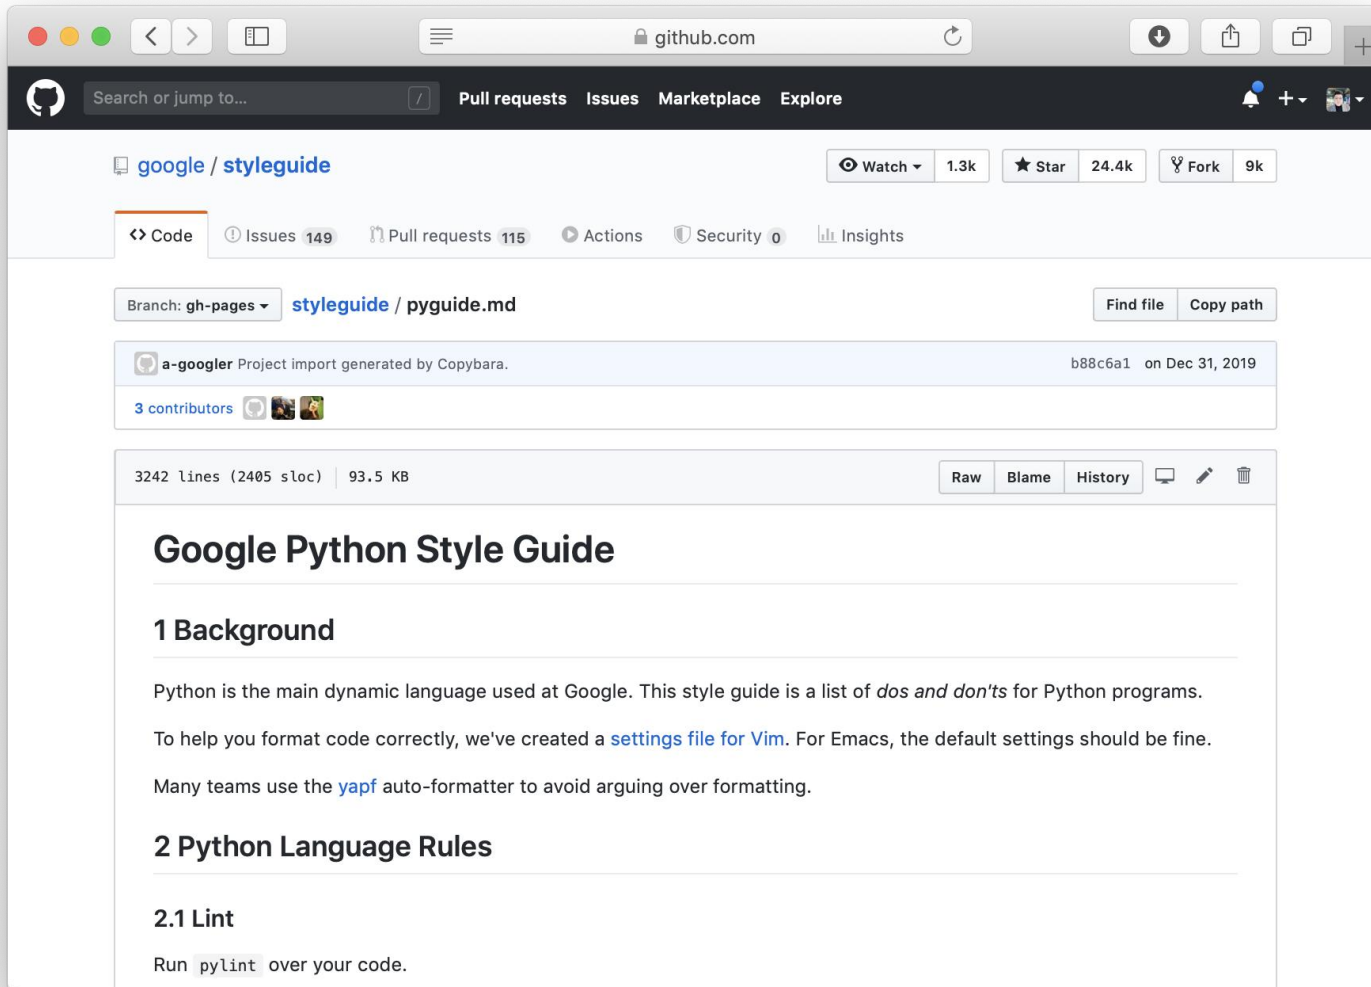 github.com
Search or jump to... /
Pull requests Issues Marketplace Explore
google / styleguide
Watch 1.3k Star 24.4k Fork 9k
Code Issues 149 Pull requests 115 Actions Security 0 Insights
Branch: gh-pages styleguide / pyguide.md Find file Copy path
a-googler Project import generated by Copybara. b88c6a1 on Dec 31, 2019
3 contributors
3242 lines (2405 sloc) 93.5 KB Raw Blame History
Google Python Style Guide
1 Background
Python is the main dynamic language used at Google. This style guide is a list of dos and don'ts for Python programs.
To help you format code correctly, we've created a settings file for Vim. For Emacs, the default settings should be fine.
Many teams use the yapf auto-formatter to avoid arguing over formatting.
2 Python Language Rules
2.1 Lint
Run pylint over your code.